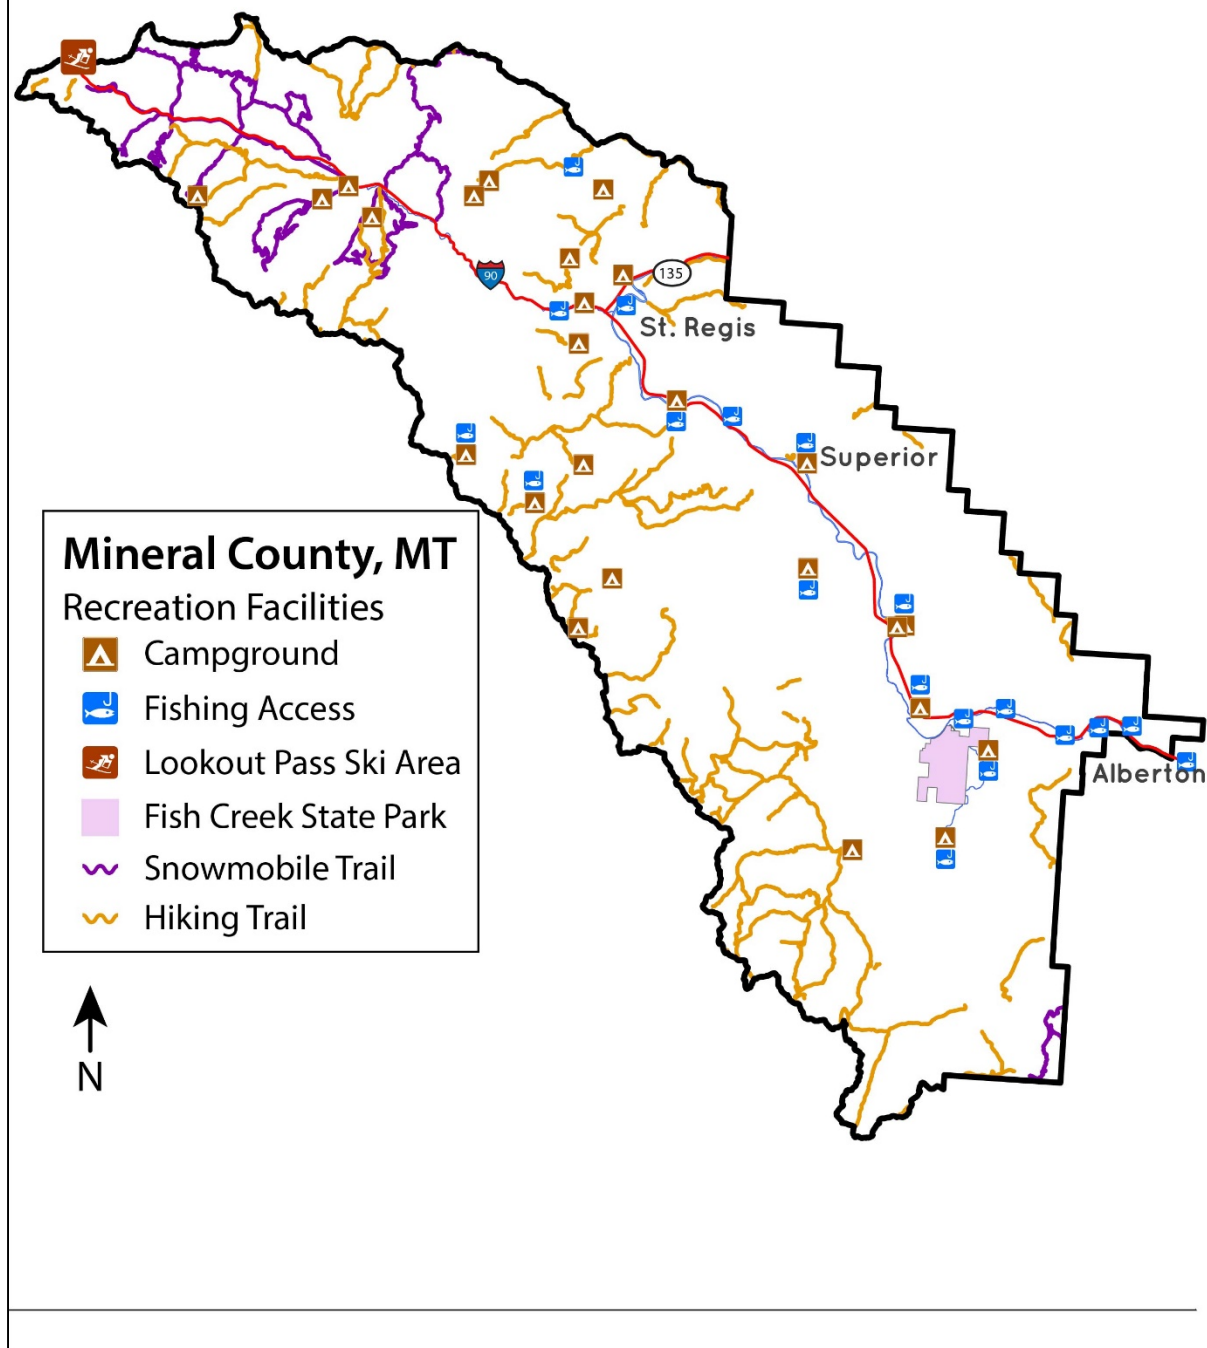 90
135
St. Regis
Superior
Mineral County, MT
Recreation Facilities
Campground
Fishing Access
Lookout Pass Ski Area
Alberton
Fish Creek State Park
Snowmobile Trail
Hiking Trail
N